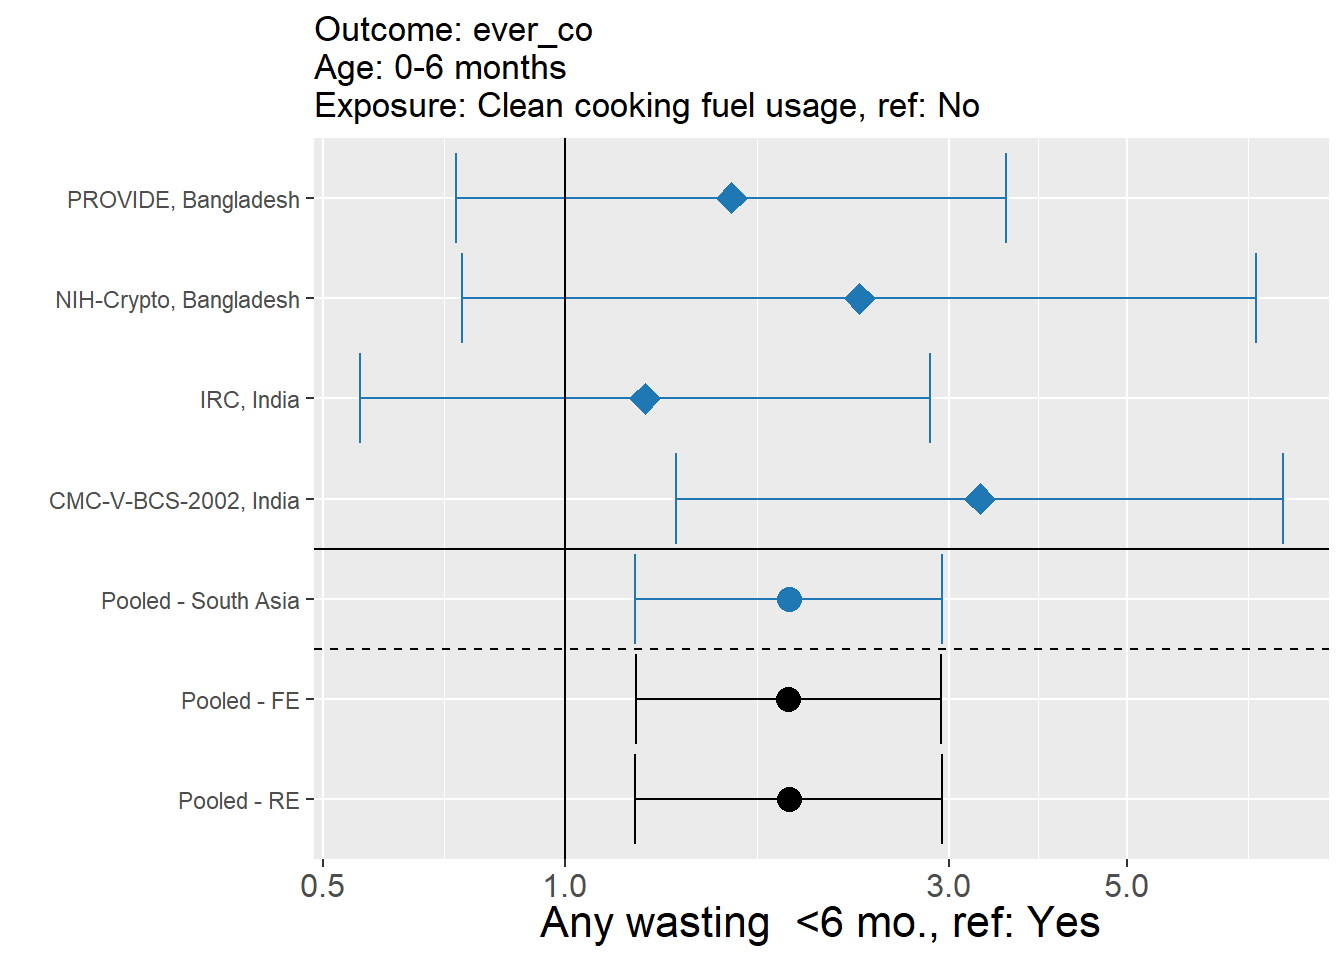 Outcome: ever_co
Age: 0-6 months
Exposure: Clean cooking fuel usage, ref: No
PROVIDE, Bangladesh
NIH-Crypto, Bangladesh
IRC, India
CMC-V-BCS-2002, India
Pooled - South Asia
Pooled - FE
Pooled - RE
0.5 1.0 3.0 5.0
Any wasting  <6 mo., ref: Yes